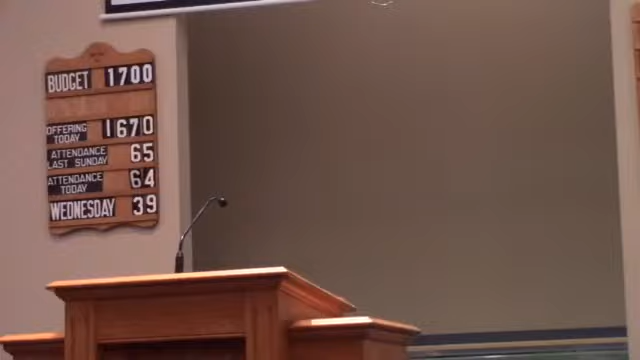 BUDGET 1700
OFFERING TODAY 1670
ATTENDANCE LAST SUNDAY 65
ATTENDANCE TODAY 64
WEDNESDAY 39